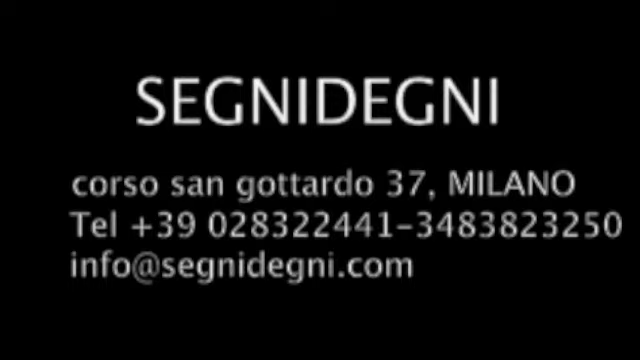 SEGNIDEGNI
corso san gottardo 37, MILANO
Tel +39 028322441-3483823250
info@segnidegni.com